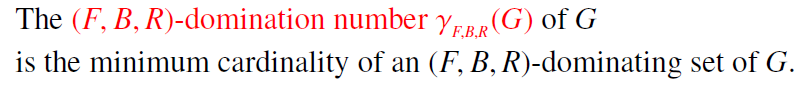 The (F, B, R)-domination number γ_{F,B,R}(G) of G
is the minimum cardinality of an (F, B, R)-dominating set of G.